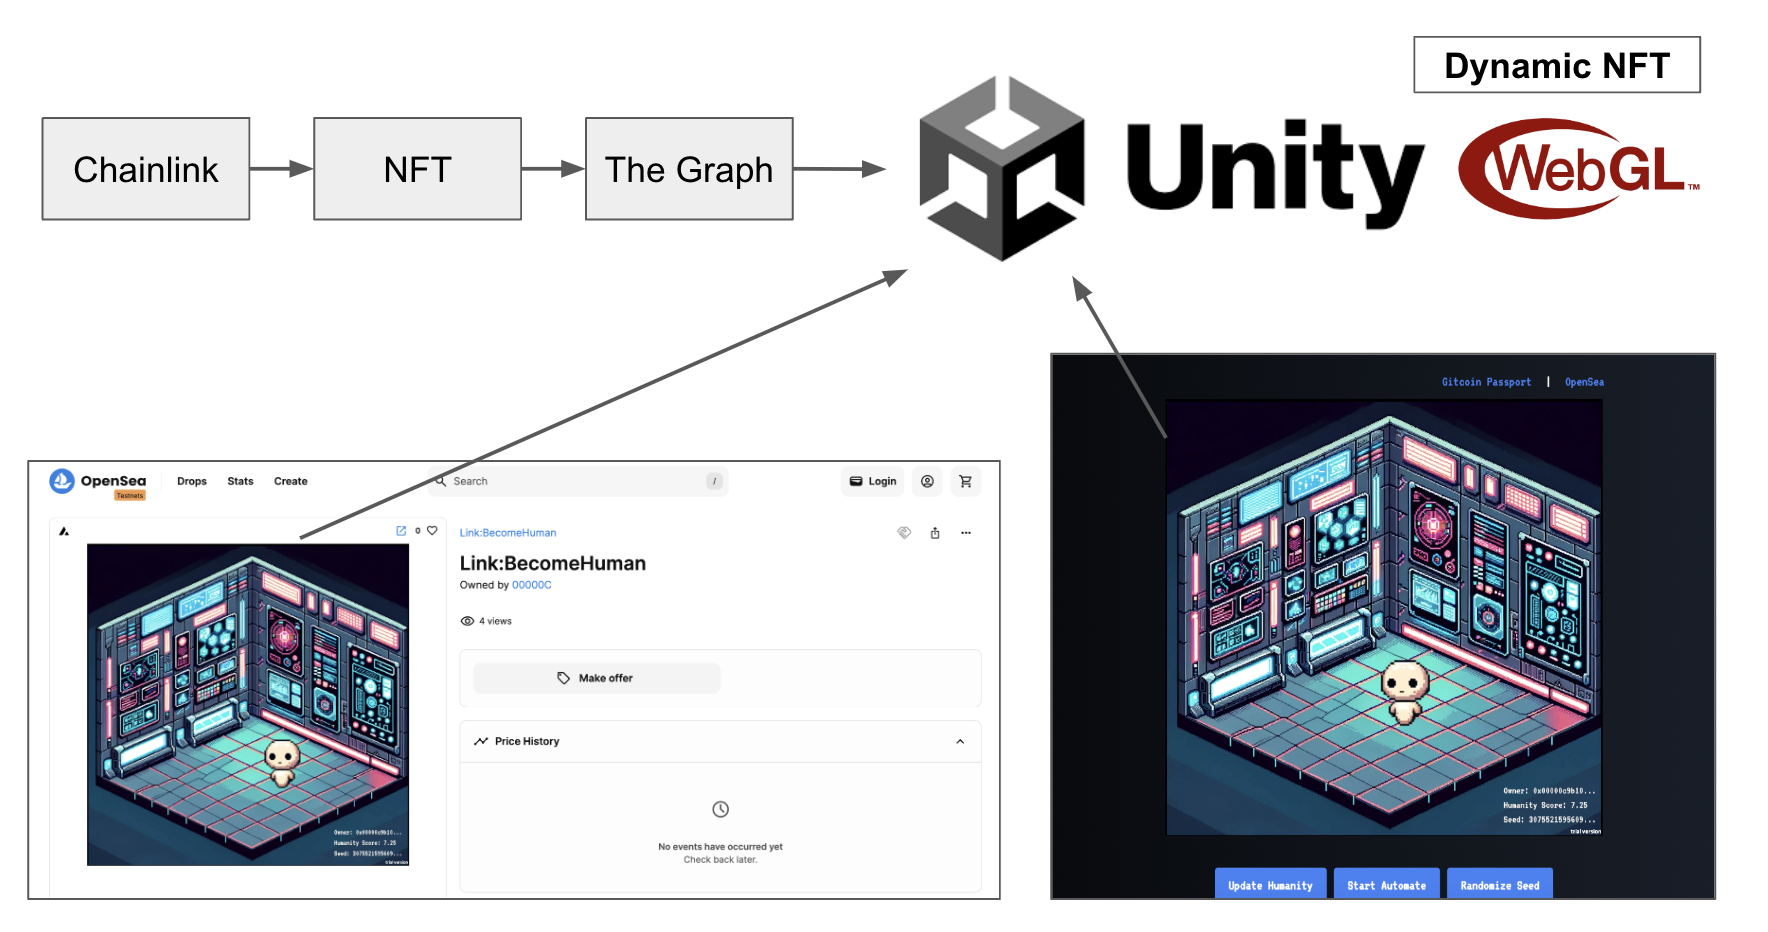 Dynamic NFT
Chainlink
NFT
The Graph
Unity
WebGL™
OpenSea
Testnets
Drops
Stats
Create
Search
/
Login
0
Link:BecomeHuman
Link:BecomeHuman
Owned by 00000C
4 views
Make offer
Price History
No events have occurred yet
Check back later.
Owner: 0x00000c9b10...
Humanity Score: 7.25
Seed: 3075521595609...
trial version
Gitcoin Passport | OpenSea
Owner: 0x00000c9b10...
Humanity Score: 7.25
Seed: 3075521595609...
trial version
Update Humanity
Start Automate
Randomize Seed